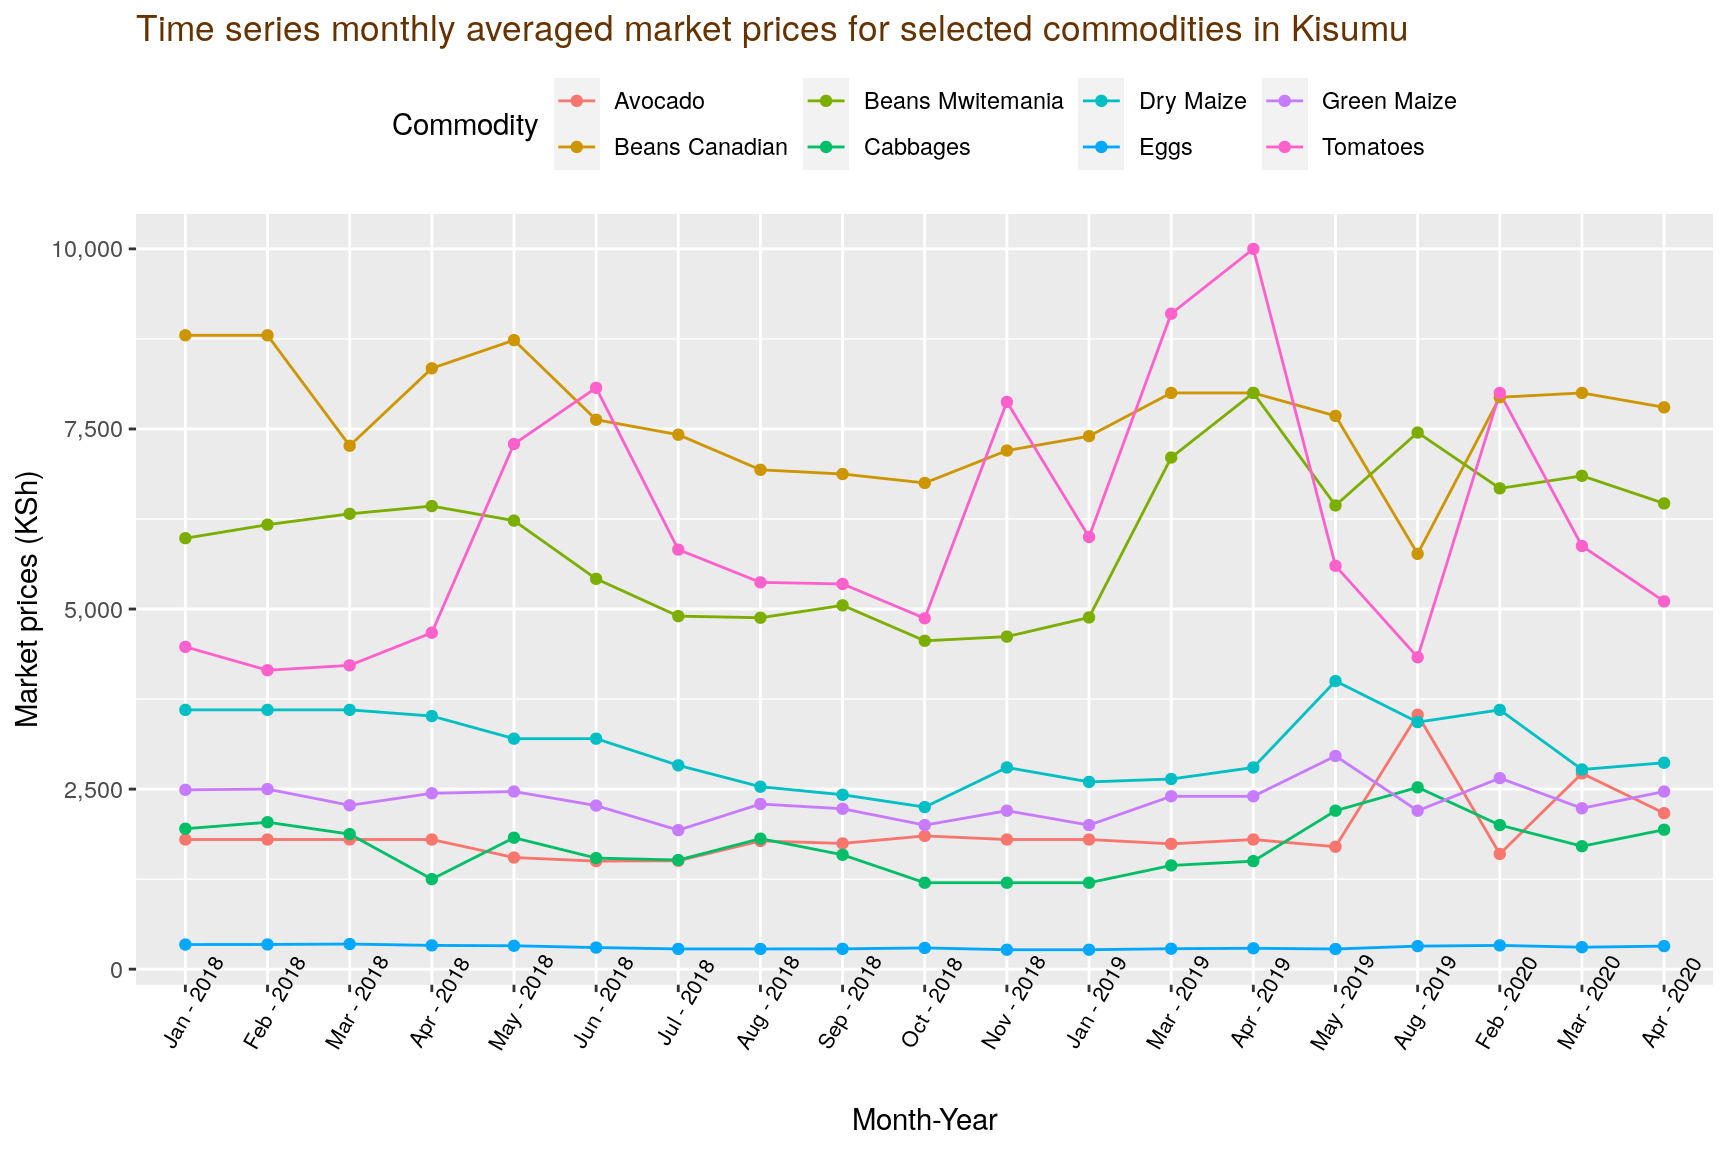 Time series monthly averaged market prices for selected commodities in Kisumu
Commodity
Avocado
Beans Mwitemania
Dry Maize
Green Maize
Beans Canadian
Cabbages
Eggs
Tomatoes
Market prices (KSh)
10,000
7,500
5,000
2,500
0
Jan - 2018
Feb - 2018
Mar - 2018
Apr - 2018
May - 2018
Jun - 2018
Jul - 2018
Aug - 2018
Sep - 2018
Oct - 2018
Nov - 2018
Jan - 2019
Mar - 2019
Apr - 2019
May - 2019
Aug - 2019
Feb - 2020
Mar - 2020
Apr - 2020
Month-Year